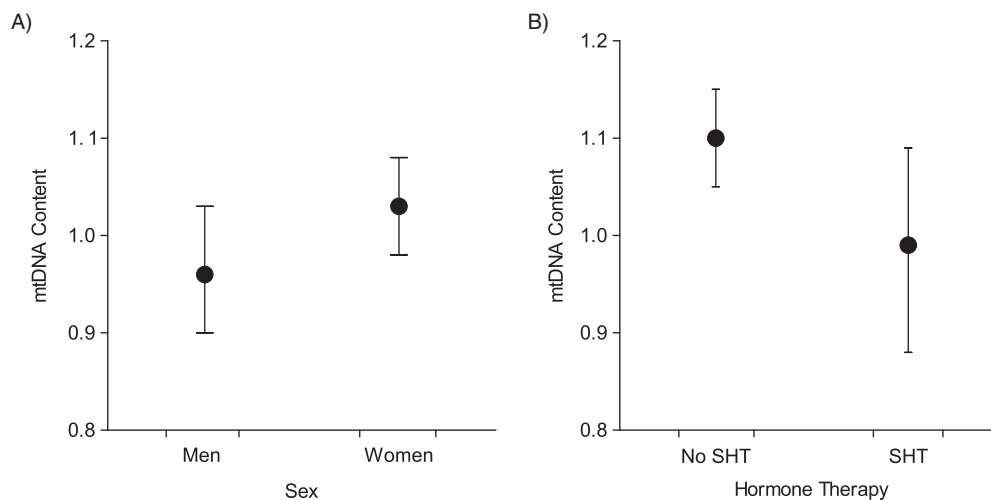 A)
mtDNA Content
1.2
1.1
1.0
0.9
0.8
Men
Women
Sex
B)
mtDNA Content
1.2
1.1
1.0
0.9
0.8
No SHT
SHT
Hormone Therapy